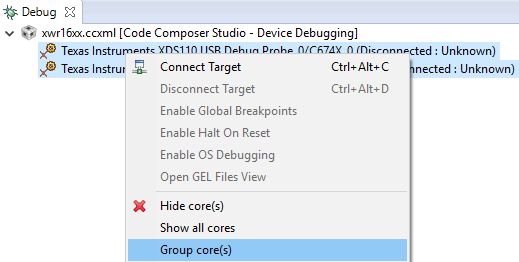 Debug
xwr16xx.ccxml [Code Composer Studio - Device Debugging]
Texas Instruments XDS110 USB Debug Probe_0/C674X_0 (Disconnected : Unknown)
Texas Instrum nected : Unknown)
Connect Target Ctrl+Alt+C
Disconnect Target Ctrl+Alt+D
Enable Global Breakpoints
Enable Halt On Reset
Enable OS Debugging
Open GEL Files View
Hide core(s)
Show all cores
Group core(s)